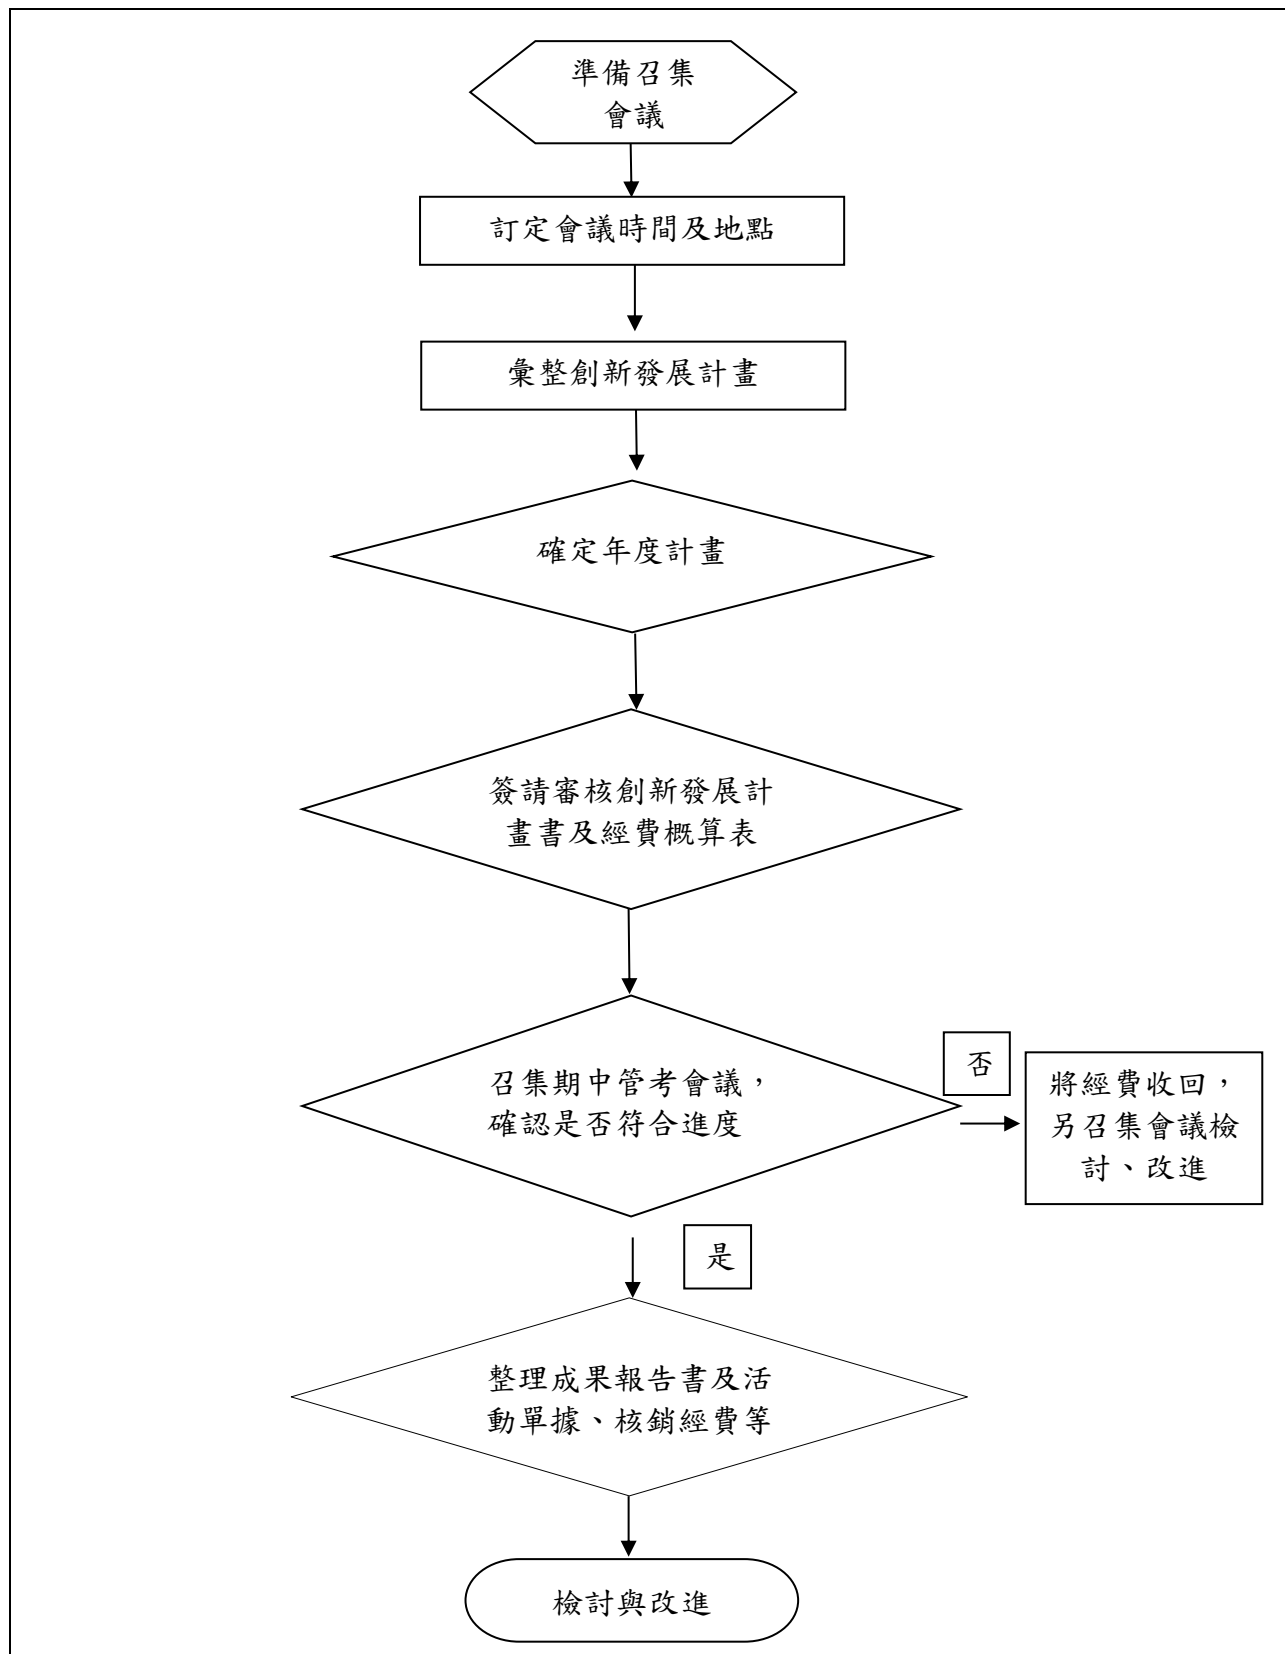 準備召集
會議
訂定會議時間及地點
彙整創新發展計畫
確定年度計畫
簽請審核創新發展計
畫書及經費概算表
召集期中管考會議，
確認是否符合進度
否
將經費收回，
另召集會議檢
討、改進
是
整理成果報告書及活
動單據、核銷經費等
檢討與改進